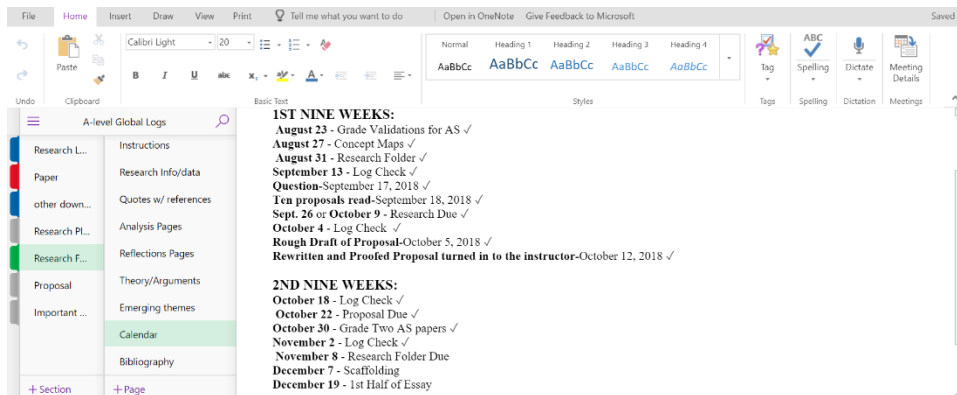 File Home Insert Draw View Print Tell me what you want to do Open in OneNote Give Feedback to Microsoft Saved
Calibri Light 20
Paste
B I U abc x,
Normal Heading 1 Heading 2 Heading 3 Heading 4
AaBbCc AaBbCc AaBbCc AaBbCc AaBbCc
Tag
ABC
Spelling
Dictate
Meeting Details
Undo Clipboard Basic Text Styles Tags Spelling Dictation Meetings
A-level Global Logs
Research L...
Paper
other down...
Research Pl...
Research F...
Proposal
Important ...
+ Section
Instructions
Research Info/data
Quotes w/ references
Analysis Pages
Reflections Pages
Theory/Arguments
Emerging themes
Calendar
Bibliography
+ Page
1ST NINE WEEKS:
August 23 - Grade Validations for AS ✓
August 27 - Concept Maps ✓
August 31 - Research Folder ✓
September 13 - Log Check ✓
Question-September 17, 2018 ✓
Ten proposals read-September 18, 2018 ✓
Sept. 26 or October 9 - Research Due ✓
October 4 - Log Check ✓
Rough Draft of Proposal-October 5, 2018 ✓
Rewritten and Proofed Proposal turned in to the instructor-October 12, 2018 ✓
2ND NINE WEEKS:
October 18 - Log Check ✓
October 22 - Proposal Due ✓
October 30 - Grade Two AS papers ✓
November 2 - Log Check ✓
November 8 - Research Folder Due
December 7 - Scaffolding
December 19 - 1st Half of Essay